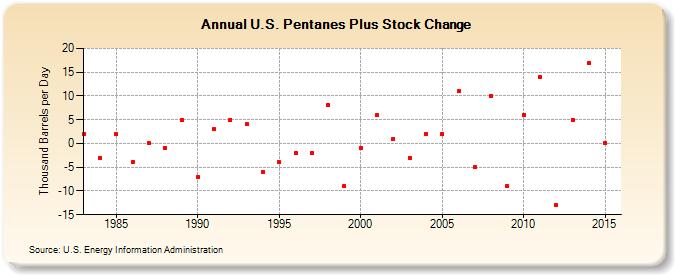 Annual U.S. Pentanes Plus Stock Change
Thousand Barrels per Day
20
15
10
5
0
-5
-10
-15
1985 1990 1995 2000 2005 2010 2015
Source: U.S. Energy Information Administration